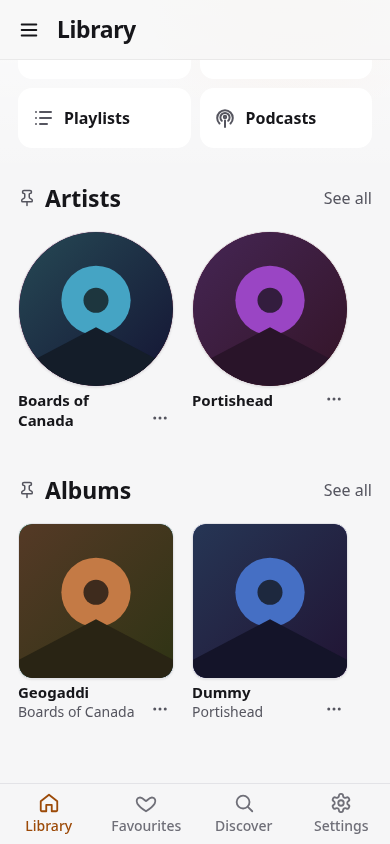 Library
Playlists
Podcasts
Artists
See all
Boards of
Canada
Portishead
Albums
See all
Geogaddi
Boards of Canada
Dummy
Portishead
Library
Favourites
Discover
Settings